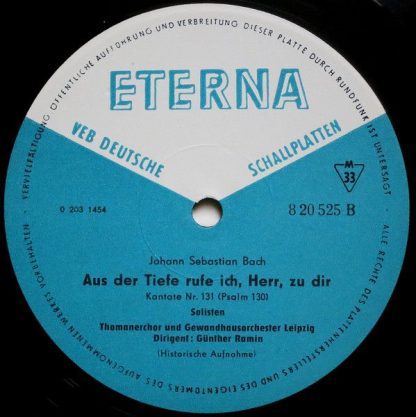 VERVIELFÄLTIGUNG ÖFFENTLICHE AUFFÜHRUNG UND VERBREITUNG DIESER PLATTE DURCH RUNDFUNK IST UNTERSAGT · ALLE RECHTE DES PLATTENHERSTELLERS UND DES EIGENTÜMERS DES AUFGENOMMENEN WERKES VORBEHALTEN ·
ETERNA
VEB DEUTSCHE SCHALLPLATTEN
M
33
0 203 1454
8 20 525 B
Johann Sebastian Bach
Aus der Tiefe rufe ich, Herr, zu dir
Kantate Nr. 131 (Psalm 130)
Solisten
Thomanerchor und Gewandhausorchester Leipzig
Dirigent: Günther Ramin
(Historische Aufnahme)